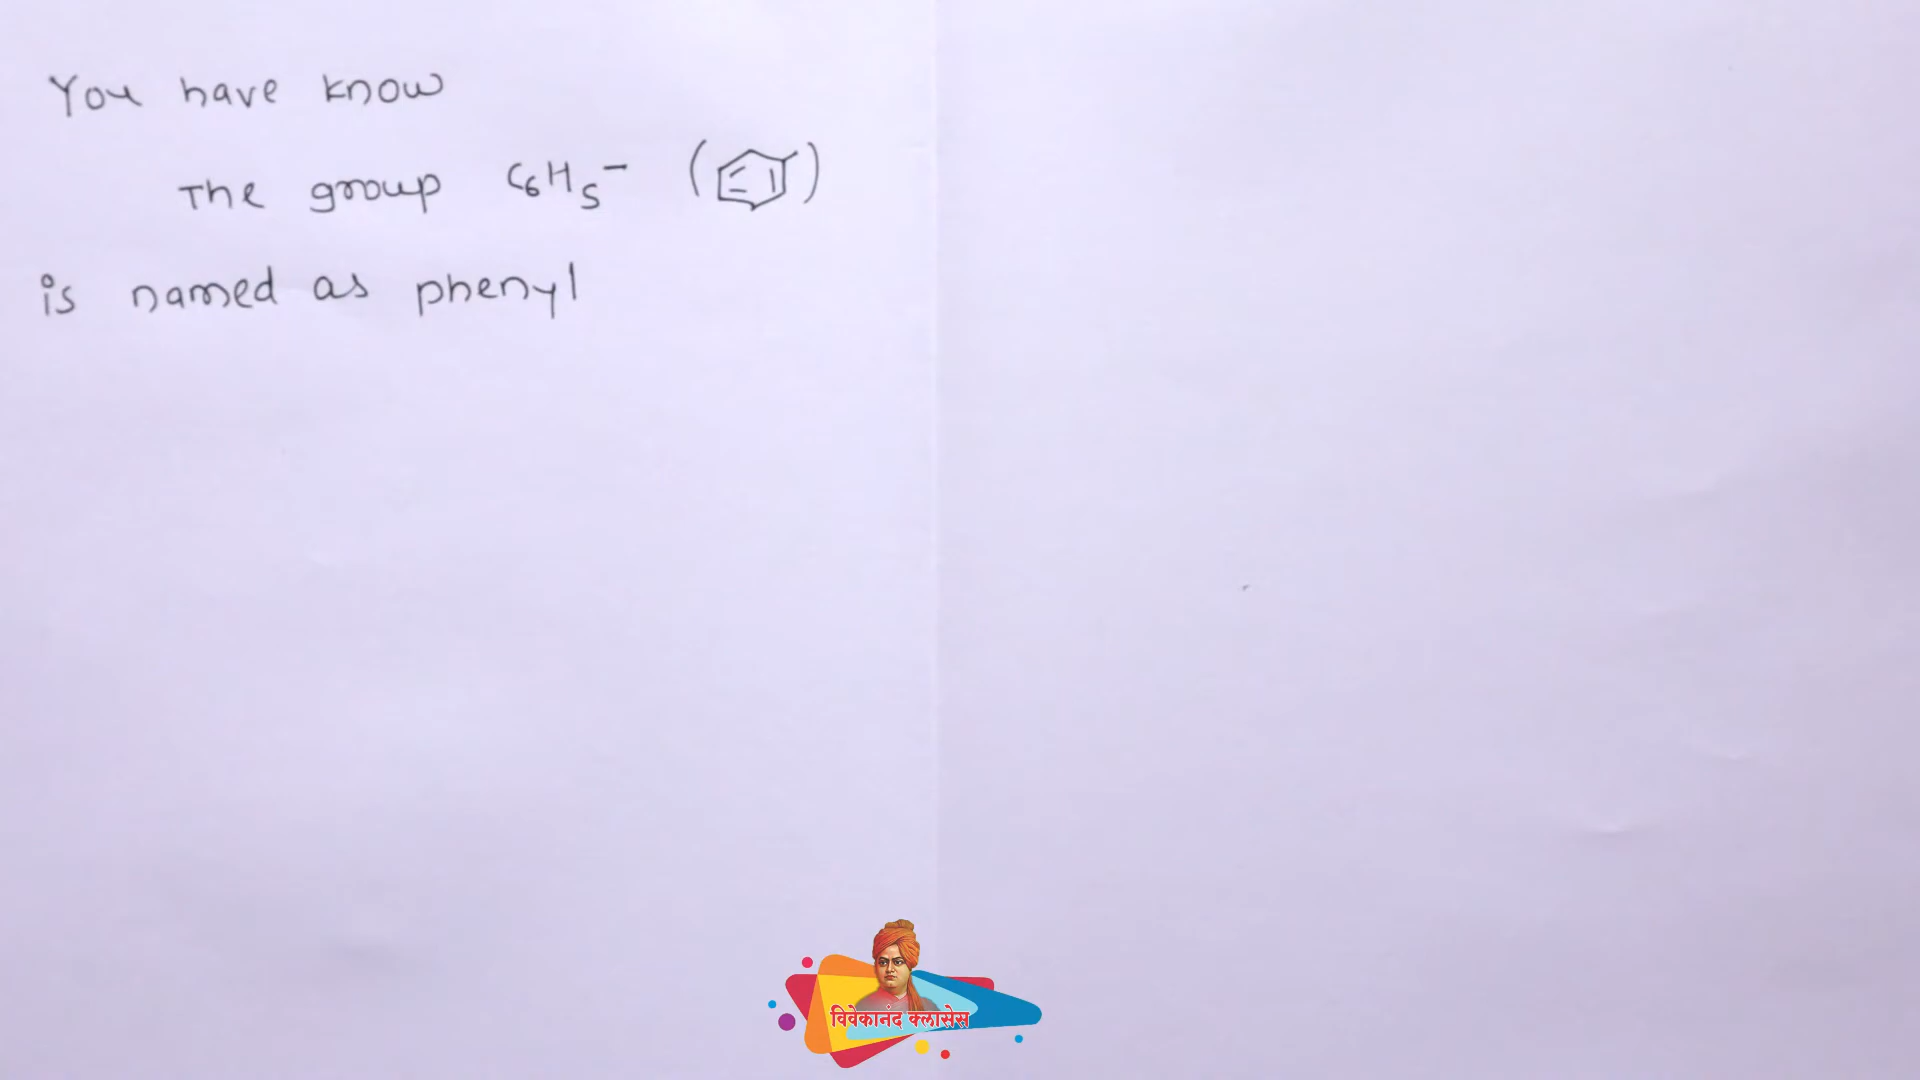 You have know
The group C6H5- ( )
is named as phenyl
विवेकानंद क्लासेस